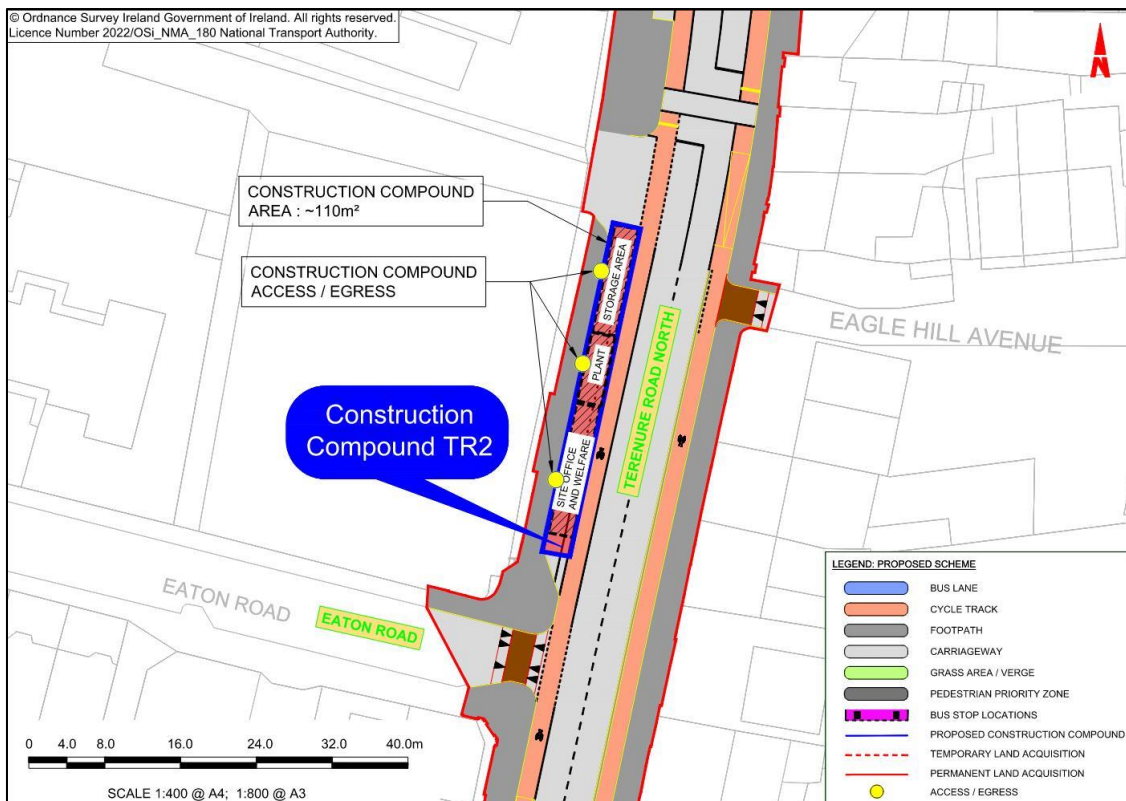 © Ordnance Survey Ireland Government of Ireland. All rights reserved.
Licence Number 2022/OSi_NMA_180 National Transport Authority.
N
CONSTRUCTION COMPOUND
AREA : ~110m²
CONSTRUCTION COMPOUND
ACCESS / EGRESS
STORAGE AREA
PLANT
SITE OFFICE
AND WELFARE
Construction
Compound TR2
TERENURE ROAD NORTH
EAGLE HILL AVENUE
EATON ROAD
EATON ROAD
LEGEND: PROPOSED SCHEME
BUS LANE
CYCLE TRACK
FOOTPATH
CARRIAGEWAY
GRASS AREA / VERGE
PEDESTRIAN PRIORITY ZONE
BUS STOP LOCATIONS
PROPOSED CONSTRUCTION COMPOUND
TEMPORARY LAND ACQUISITION
PERMANENT LAND ACQUISITION
ACCESS / EGRESS
0 4.0 8.0 16.0 24.0 32.0 40.0m
SCALE 1:400 @ A4; 1:800 @ A3